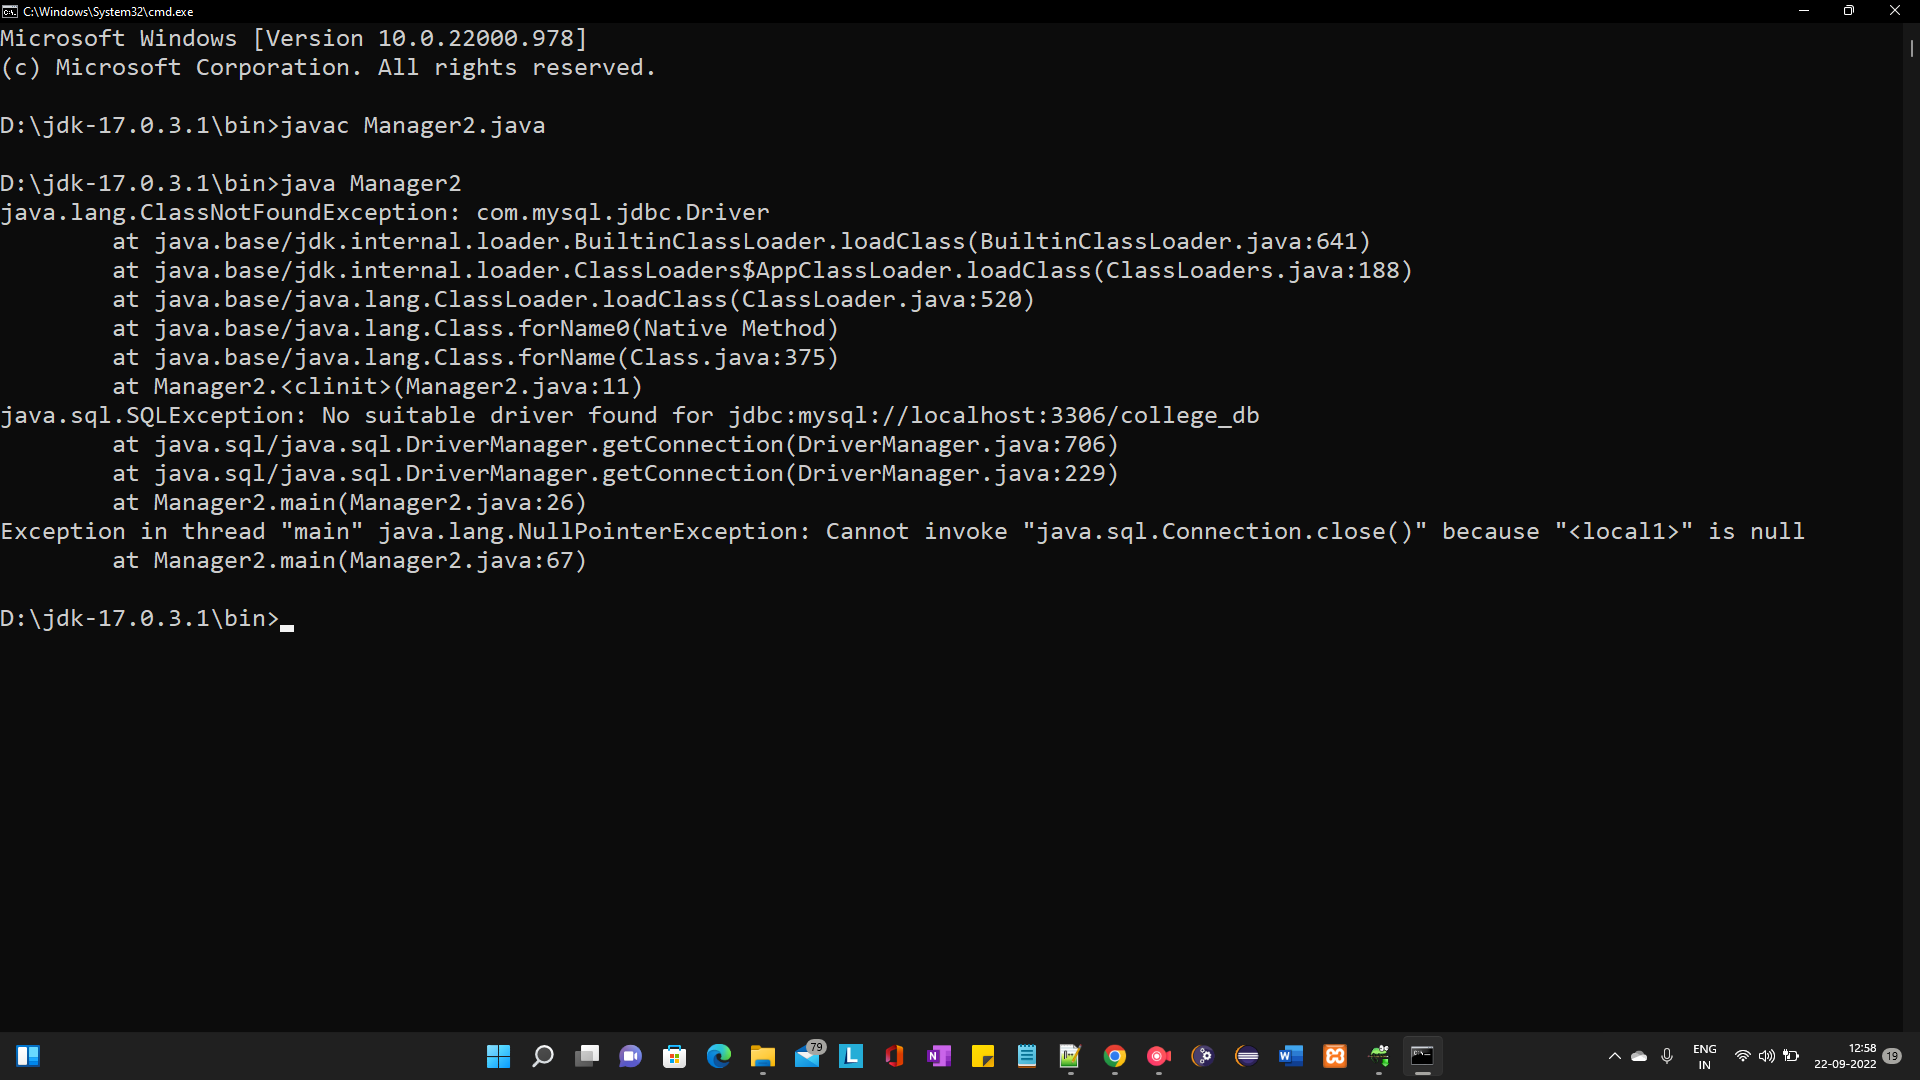 C:\Windows\System32\cmd.exe
Microsoft Windows [Version 10.0.22000.978]
(c) Microsoft Corporation. All rights reserved.
D:\jdk-17.0.3.1\bin>javac Manager2.java
D:\jdk-17.0.3.1\bin>java Manager2
java.lang.ClassNotFoundException: com.mysql.jdbc.Driver
        at java.base/jdk.internal.loader.BuiltinClassLoader.loadClass(BuiltinClassLoader.java:641)
        at java.base/jdk.internal.loader.ClassLoaders$AppClassLoader.loadClass(ClassLoaders.java:188)
        at java.base/java.lang.ClassLoader.loadClass(ClassLoader.java:520)
        at java.base/java.lang.Class.forName0(Native Method)
        at java.base/java.lang.Class.forName(Class.java:375)
        at Manager2.<clinit>(Manager2.java:11)
java.sql.SQLException: No suitable driver found for jdbc:mysql://localhost:3306/college_db
        at java.sql/java.sql.DriverManager.getConnection(DriverManager.java:706)
        at java.sql/java.sql.DriverManager.getConnection(DriverManager.java:229)
        at Manager2.main(Manager2.java:26)
Exception in thread "main" java.lang.NullPointerException: Cannot invoke "java.sql.Connection.close()" because "<local1>" is null
        at Manager2.main(Manager2.java:67)
D:\jdk-17.0.3.1\bin>
79
ENG
IN
12:58
22-09-2022
19